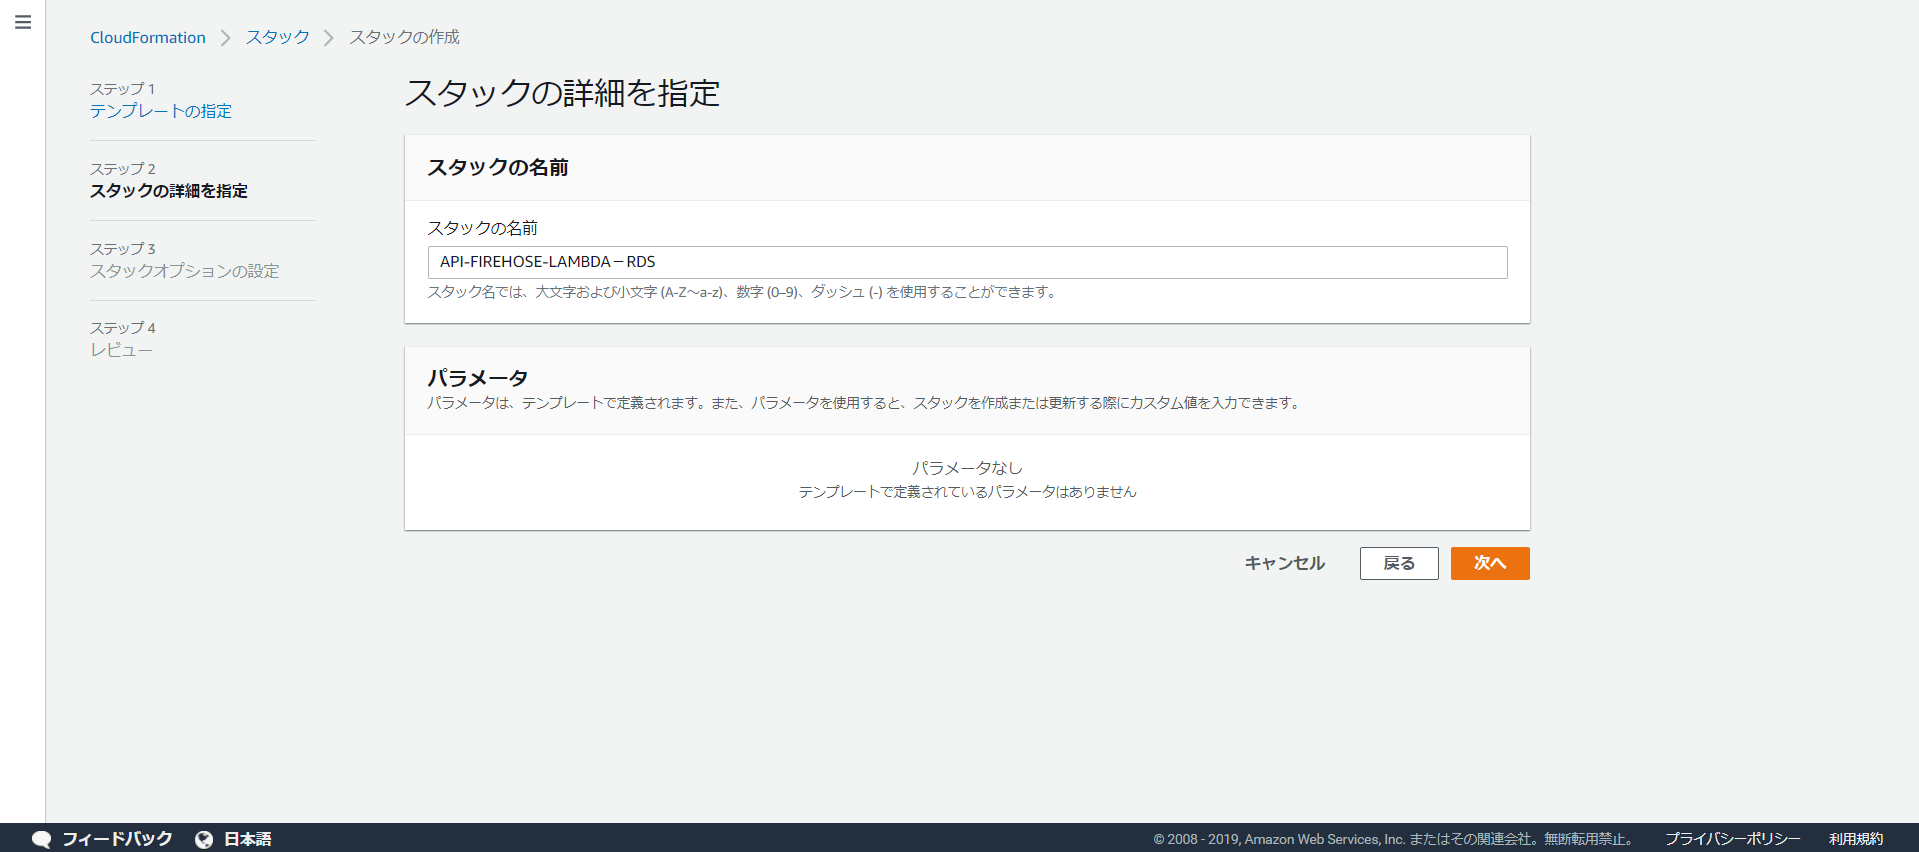 CloudFormation > スタック > スタックの作成
ステップ 1
テンプレートの指定
ステップ 2
スタックの詳細を指定
ステップ 3
スタックオプションの設定
ステップ 4
レビュー
スタックの詳細を指定
スタックの名前
スタックの名前
API-FIREHOSE-LAMBDA－RDS
スタック名では、大文字および小文字 (A-Z～a-z)、数字 (0–9)、ダッシュ (-) を使用することができます。
パラメータ
パラメータは、テンプレートで定義されます。また、パラメータを使用すると、スタックを作成または更新する際にカスタム値を入力できます。
パラメータなし
テンプレートで定義されているパラメータはありません
キャンセル 戻る 次へ
フィードバック 日本語 © 2008 - 2019, Amazon Web Services, Inc. またはその関連会社。無断転用禁止。 プライバシーポリシー 利用規約